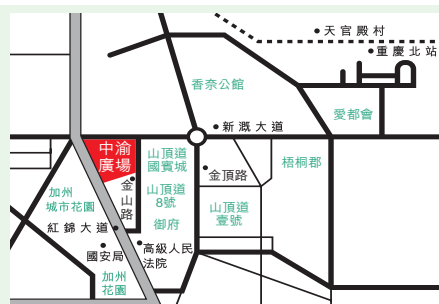 天官殿村
重慶北站
香奈公館
愛都會
新溉大道
中渝
廣場
山頂道
國賓城
梧桐郡
金頂路
金山路
加州
城市花園
山頂道
8號
山頂道
壹號
御府
紅錦大道
高級人民
法院
國安局
加州
花園